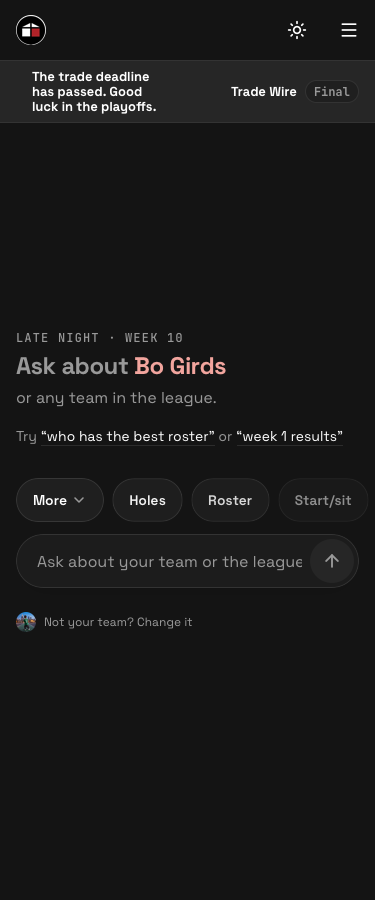 The trade deadline
has passed. Good
luck in the playoffs.
Trade Wire Final
LATE NIGHT · WEEK 10
Ask about Bo Girds
or any team in the league.
Try “who has the best roster” or “week 1 results”
More Holes Roster Start/sit
Ask about your team or the league
Not your team? Change it